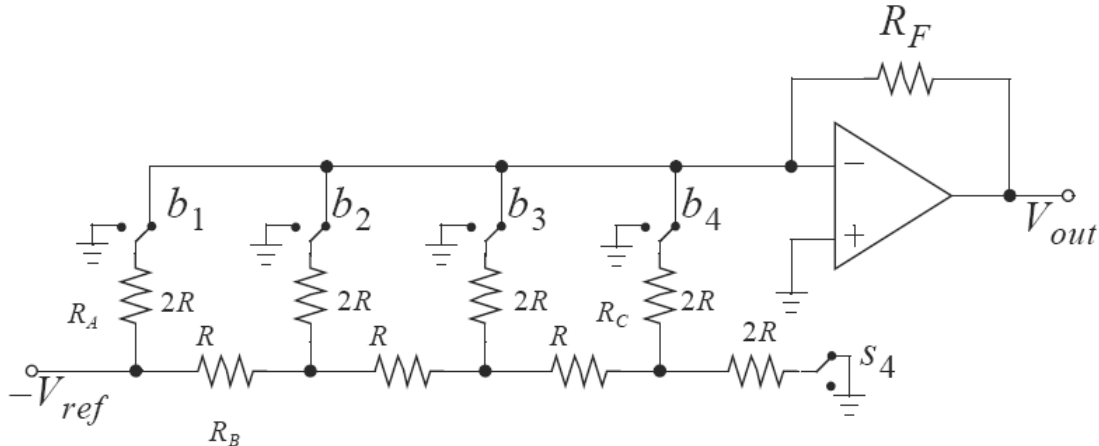 R_F
b_1
b_2
b_3
b_4
−
+
V_out
R_A
2R
2R
2R
R_C
2R
R
R
R
2R
s_4
−V_ref
R_B